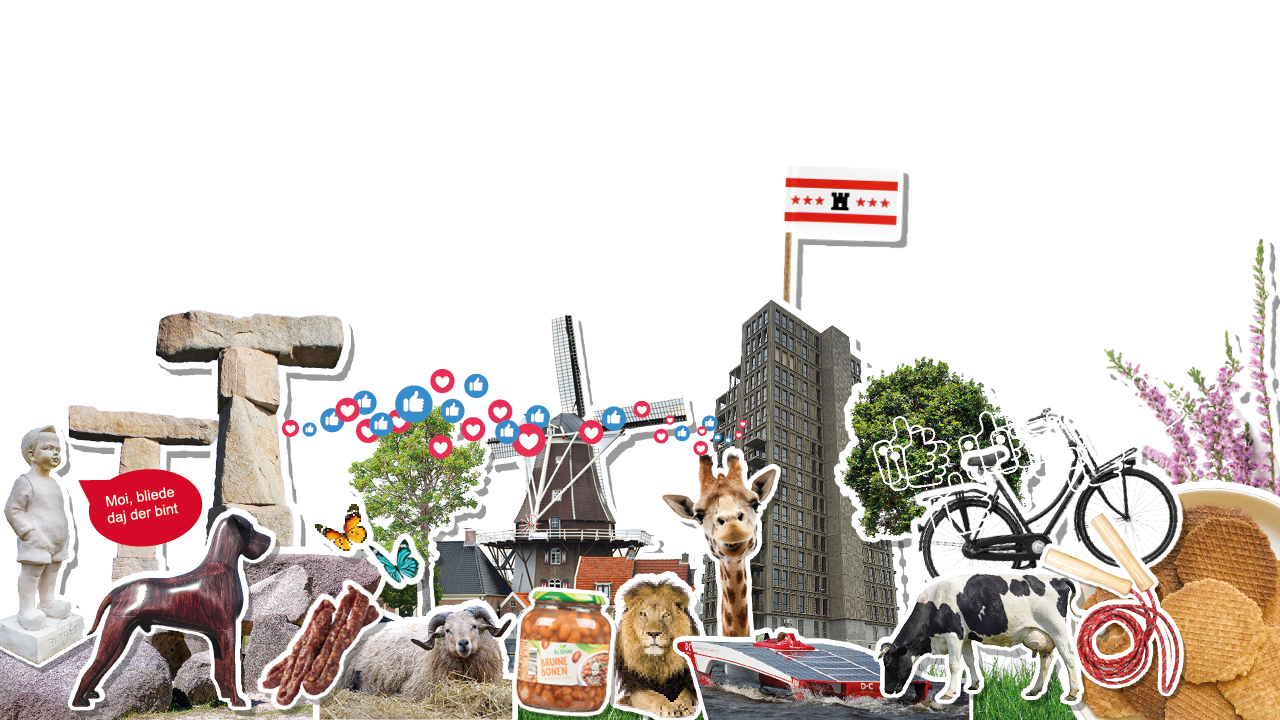 Moi, bliede
daj der bint
BRUINE
BONEN